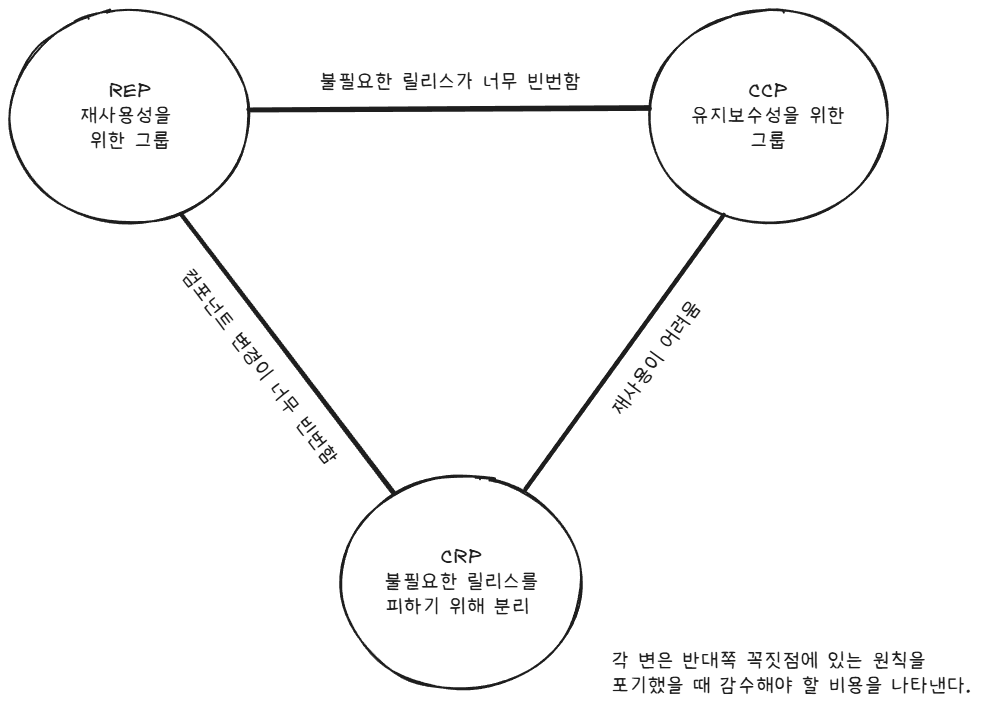 REP
재사용성을
위한 그룹
불필요한 릴리스가 너무 빈번함
CCP
유지보수성을 위한
그룹
컴포넌트 변경이 너무 빈번함
재사용이 어려움
CRP
불필요한 릴리스를
피하기 위해 분리
각 변은 반대쪽 꼭짓점에 있는 원칙을
포기했을 때 감수해야 할 비용을 나타낸다.